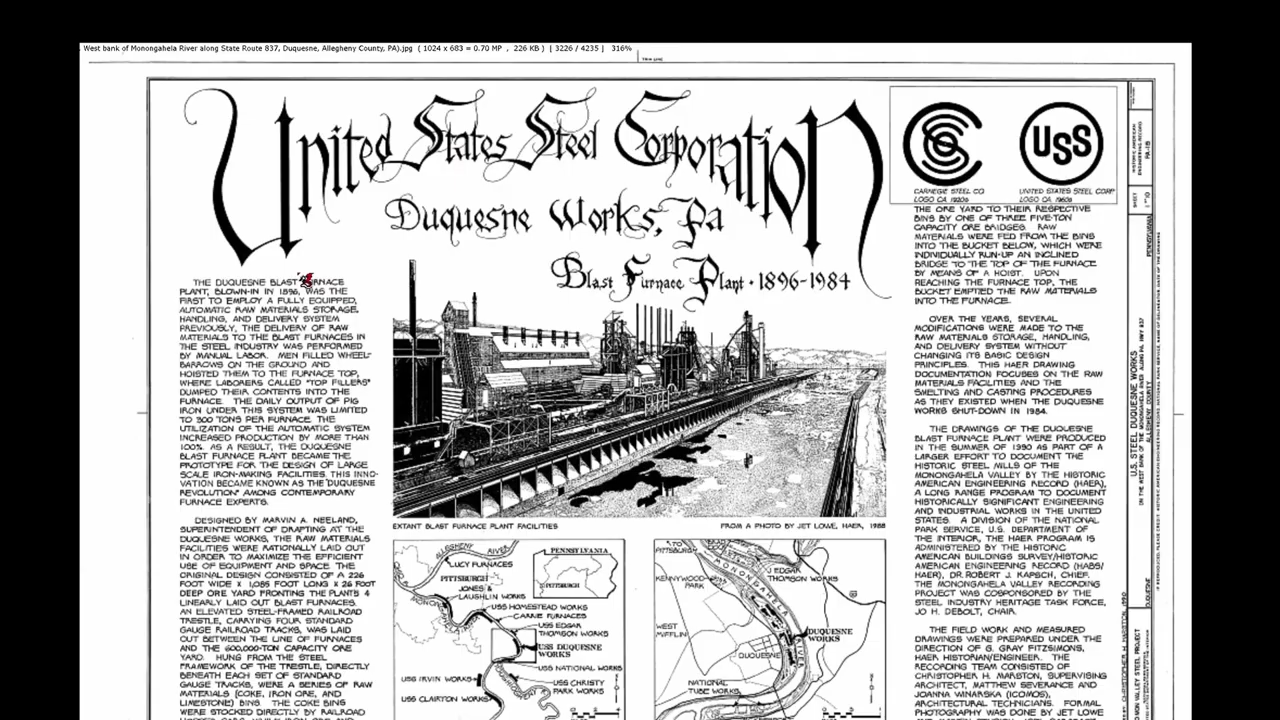 West bank of Monongahela River along State Route 837, Duquesne, Allegheny County, PA).jpg ( 1024 x 683 = 0.70 MP , 226 KB ) [ 3226 / 4235 ] 316%
United States Steel Corporation
Duquesne Works, Pa
Blast Furnace Plant • 1896-1984
CSC
USS
CARNEGIE STEEL CO
LOGO CA
UNITED STATES STEEL CORP
LOGO CA
THE DUQUESNE BLAST
PLANT, BLOWN-IN IN 1896, WAS THE
FIRST TO EMPLOY A FULLY EQUIPPED,
AUTOMATIC RAW MATERIALS STORAGE,
HANDLING, AND DELIVERY SYSTEM
PREVIOUSLY, THE DELIVERY OF RAW
MATERIALS TO THE BLAST FURNACES IN
THE STEEL INDUSTRY WAS PERFORMED
BY MANUAL LABOR. MEN FILLED WHEEL-
BARROWS ON THE GROUND AND
HOISTED THEM TO THE FURNACE TOP,
WHERE LABORERS CALLED "TOP FILLERS"
DUMPED THEIR CONTENTS INTO THE
FURNACE. THE DAILY OUTPUT OF PIG
IRON UNDER THIS SYSTEM WAS LIMITED
TO 300 TONS PER FURNACE THE
UTILIZATION OF THE AUTOMATIC SYSTEM
INCREASED PRODUCTION BY MORE THAN
100%. AS A RESULT, THE DUQUESNE
BLAST FURNACE PLANT BECAME THE
PROTOTYPE FOR THE DESIGN OF LARGE
SCALE IRON-MAKING FACILITIES. THIS INNO-
VATION BECAME KNOWN AS THE "DUQUESNE
REVOLUTION" AMONG CONTEMPORARY
FURNACE EXPERTS.
DESIGNED BY MARVIN A. NEELAND,
SUPERINTENDENT OF DRAFTING AT THE
DUQUESNE WORKS, THE RAW MATERIALS
FACILITIES WERE RATIONALLY LAID OUT
IN ORDER TO MAXIMIZE THE EFFICIENT
USE OF EQUIPMENT AND SPACE. THE
ORIGINAL DESIGN CONSISTED OF A 226
FOOT WIDE x 1,085 FOOT LONG x 26 FOOT
DEEP ORE YARD FRONTING THE PLANTS 4
LINEARLY LAID OUT BLAST FURNACES.
AN ELEVATED STEEL-FRAMED RAILROAD
TRESTLE, CARRYING FOUR STANDARD
GAUGE RAILROAD TRACKS, WAS LAID
OUT BETWEEN THE LINE OF FURNACES
AND THE 600,000-TON CAPACITY ORE
YARD. HUNG FROM THE STEEL
FRAMEWORK OF THE TRESTLE, DIRECTLY
BENEATH EACH SET OF STANDARD
GAUGE TRACKS, WERE A SERIES OF RAW
MATERIALS (COKE, IRON ORE, AND
LIMESTONE) BINS THE COKE BINS
WERE STOCKED DIRECTLY BY RAILROAD
EXTANT BLAST FURNACE PLANT FACILITIES
FROM A PHOTO BY JET LOWE, HAER, 1988
ALLEGHENY RIVER
LUCY FURNACES
PITTSBURGH
JONES &
LAUGHLIN WORKS
USS HOMESTEAD WORKS
CARRIE FURNACES
USS EDGAR
THOMSON WORKS
USS DUQUESNE
WORKS
USS NATIONAL WORKS
USS IRVIN WORKS
USS CHRISTY
PARK WORKS
USS CLAIRTON WORKS
PENNSYLVANIA
PITTSBURGH
TO
PITTSBURGH
J EDGAR
THOMSON WORKS
KENNYWOOD
PARK
MONONGAHELA
RIVER
WEST
MIFFLIN
DUQUESNE
WORKS
DUQUESNE
NATIONAL
TUBE WORKS
THE ORE YARD TO THEIR RESPECTIVE
BINS BY ONE OF THREE FIVE-TON
CAPACITY ORE BRIDGES. RAW
MATERIALS WERE FED FROM THE BINS
INTO THE BUCKET BELOW, WHICH WERE
INDIVIDUALLY RUN-UP AN INCLINED
BRIDGE TO THE TOP OF THE FURNACE
BY MEANS OF A HOIST. UPON
REACHING THE FURNACE TOP, THE
BUCKET EMPTIED THE RAW MATERIALS
INTO THE FURNACE.
OVER THE YEARS, SEVERAL
MODIFICATIONS WERE MADE TO THE
RAW MATERIALS STORAGE, HANDLING,
AND DELIVERY SYSTEM WITHOUT
CHANGING ITS BASIC DESIGN
PRINCIPLES. THIS HAER DRAWING
DOCUMENTATION FOCUSES ON THE RAW
MATERIALS FACILITIES AND THE
SMELTING AND CASTING PROCEDURES
AS THEY EXISTED WHEN THE DUQUESNE
WORKS SHUT-DOWN IN 1984.
THE DRAWINGS OF THE DUQUESNE
BLAST FURNACE PLANT WERE PRODUCED
IN THE SUMMER OF 1990 AS PART OF A
LARGER EFFORT TO DOCUMENT THE
HISTORIC STEEL MILLS OF THE
MONONGAHELA VALLEY BY THE HISTORIC
AMERICAN ENGINEERING RECORD (HAER),
A LONG RANGE PROGRAM TO DOCUMENT
HISTORICALLY SIGNIFICANT ENGINEERING
AND INDUSTRIAL WORKS IN THE UNITED
STATES. A DIVISION OF THE NATIONAL
PARK SERVICE, U.S. DEPARTMENT OF
THE INTERIOR, THE HAER PROGRAM IS
ADMINISTERED BY THE HISTORIC
AMERICAN BUILDINGS SURVEY/HISTORIC
AMERICAN ENGINEERING RECORD (HABS/
HAER), DR. ROBERT J. KAPSCH, CHIEF.
THE MONONGAHELA VALLEY RECORDING
PROJECT WAS COSPONSORED BY THE
STEEL INDUSTRY HERITAGE TASK FORCE,
JO H. DEBOLT, CHAIR.
THE FIELD WORK AND MEASURED
DRAWINGS WERE PREPARED UNDER THE
DIRECTION OF G. GRAY FITZSIMONS,
HAER HISTORIAN/ENGINEER. THE
RECORDING TEAM CONSISTED OF
CHRISTOPHER H. MARSTON, SUPERVISING
ARCHITECT, MATTHEW SEVERANCE AND
JOANNA WINARSKA (ICOMOS),
ARCHITECTURAL TECHNICIANS. FORMAL
PHOTOGRAPHY WAS DONE BY JET LOWE
HISTORIC AMERICAN
ENGINEERING RECORD
SHEET
PENNSYLVANIA
U.S. STEEL DUQUESNE WORKS
ALLEGHENY COUNTY
DUQUESNE